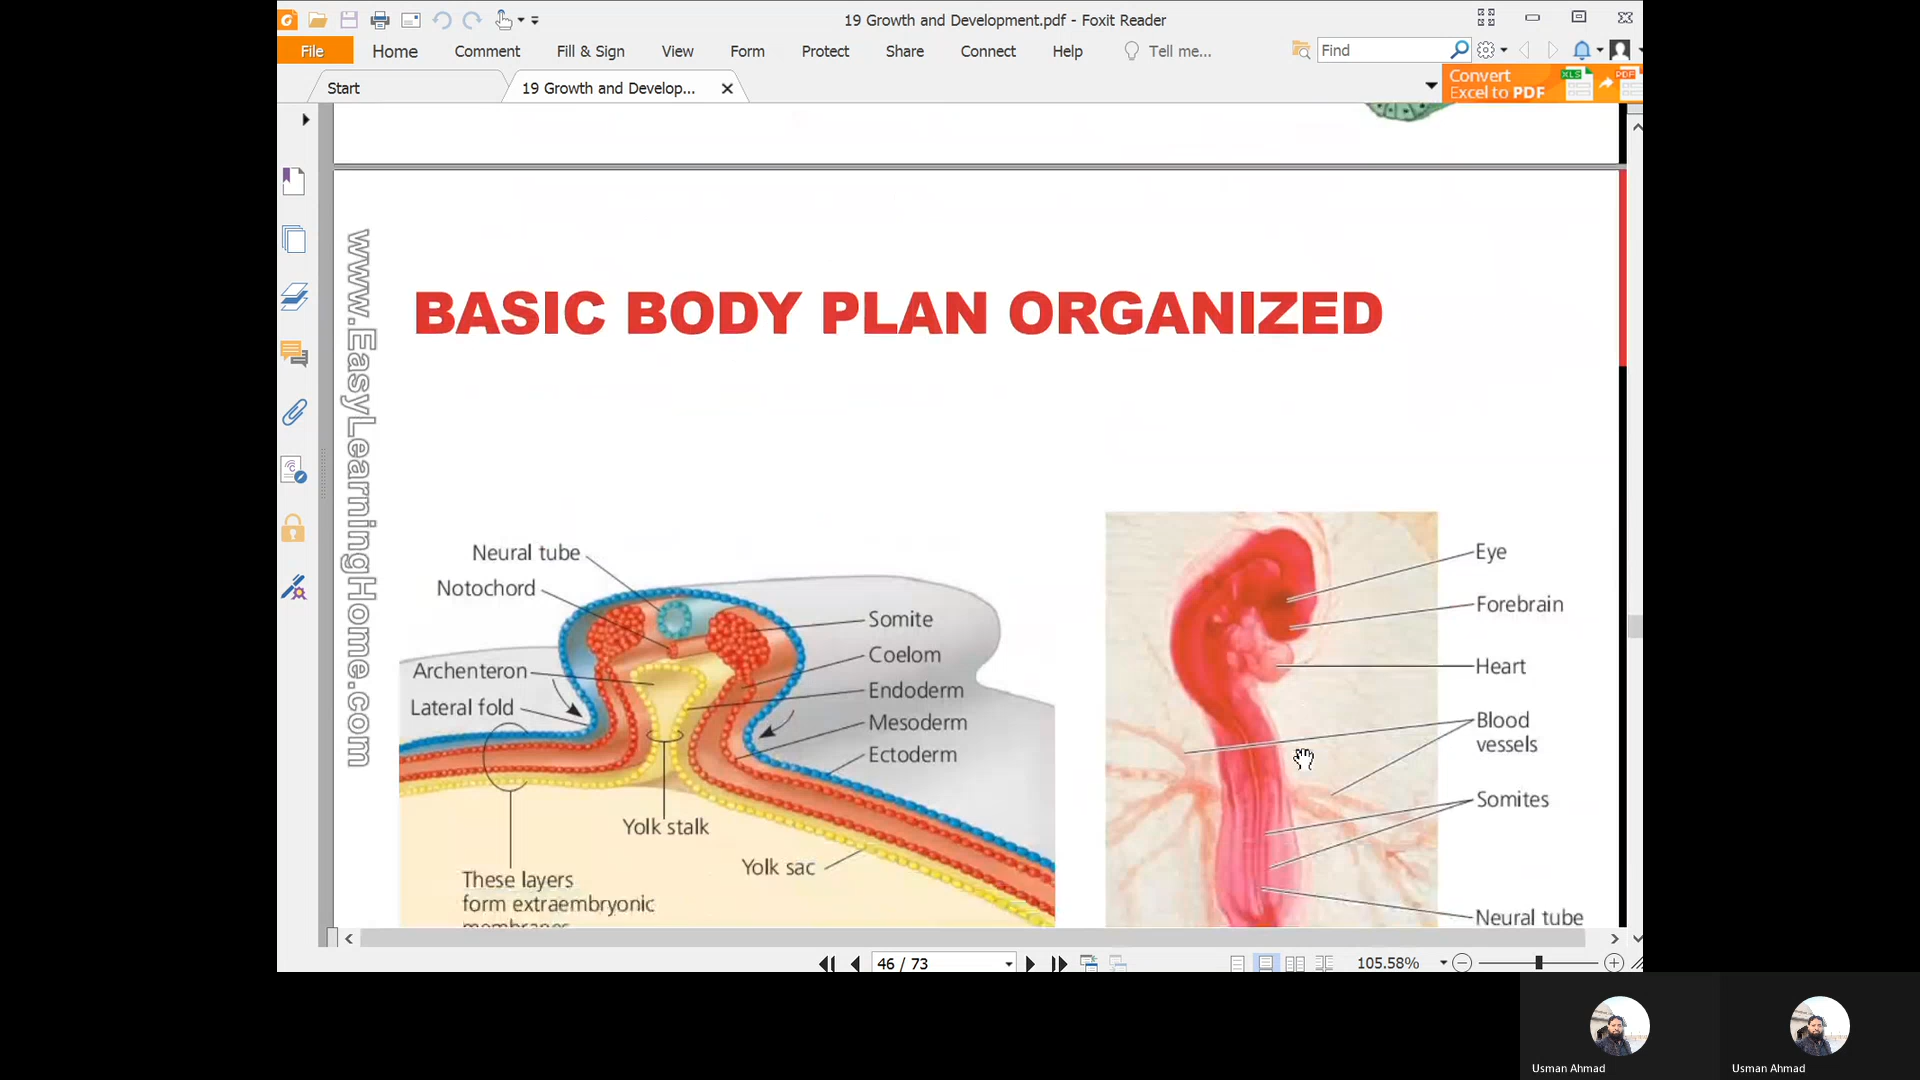 19 Growth and Development.pdf - Foxit Reader
File Home Comment Fill & Sign View Form Protect Share Connect Help Tell me... Find
Start
19 Growth and Develop...
Convert
Excel to PDF
XLS
PDF
www.EasyLearningHome.com
BASIC BODY PLAN ORGANIZED
Neural tube
Notochord
Archenteron
Lateral fold
Somite
Coelom
Endoderm
Mesoderm
Ectoderm
Yolk stalk
Yolk sac
These layers
form extraembryonic
membranes
Eye
Forebrain
Heart
Blood
vessels
Somites
Neural tube
46 / 73
105.58%
Usman Ahmad
Usman Ahmad